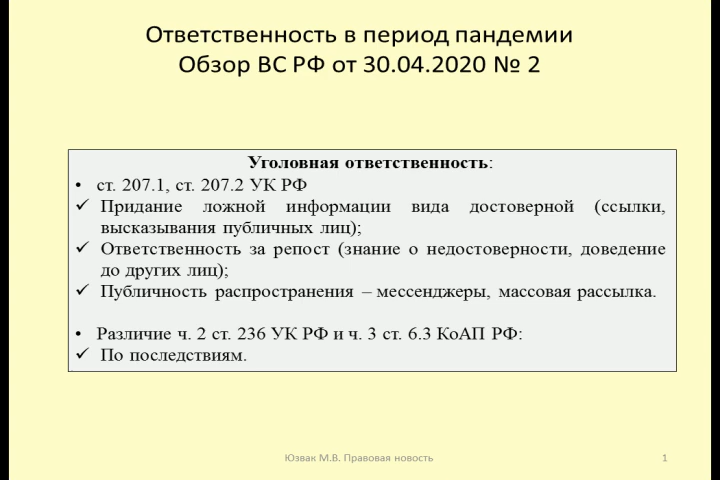 Ответственность в период пандемии
Обзор ВС РФ от 30.04.2020 № 2
Уголовная ответственность:
• ст. 207.1, ст. 207.2 УК РФ
✓ Придание ложной информации вида достоверной (ссылки,
высказывания публичных лиц);
✓ Ответственность за репост (знание о недостоверности, доведение
до других лиц);
✓ Публичность распространения – мессенджеры, массовая рассылка.
• Различие ч. 2 ст. 236 УК РФ и ч. 3 ст. 6.3 КоАП РФ:
✓ По последствиям.
Юзвак М.В. Правовая новость
1